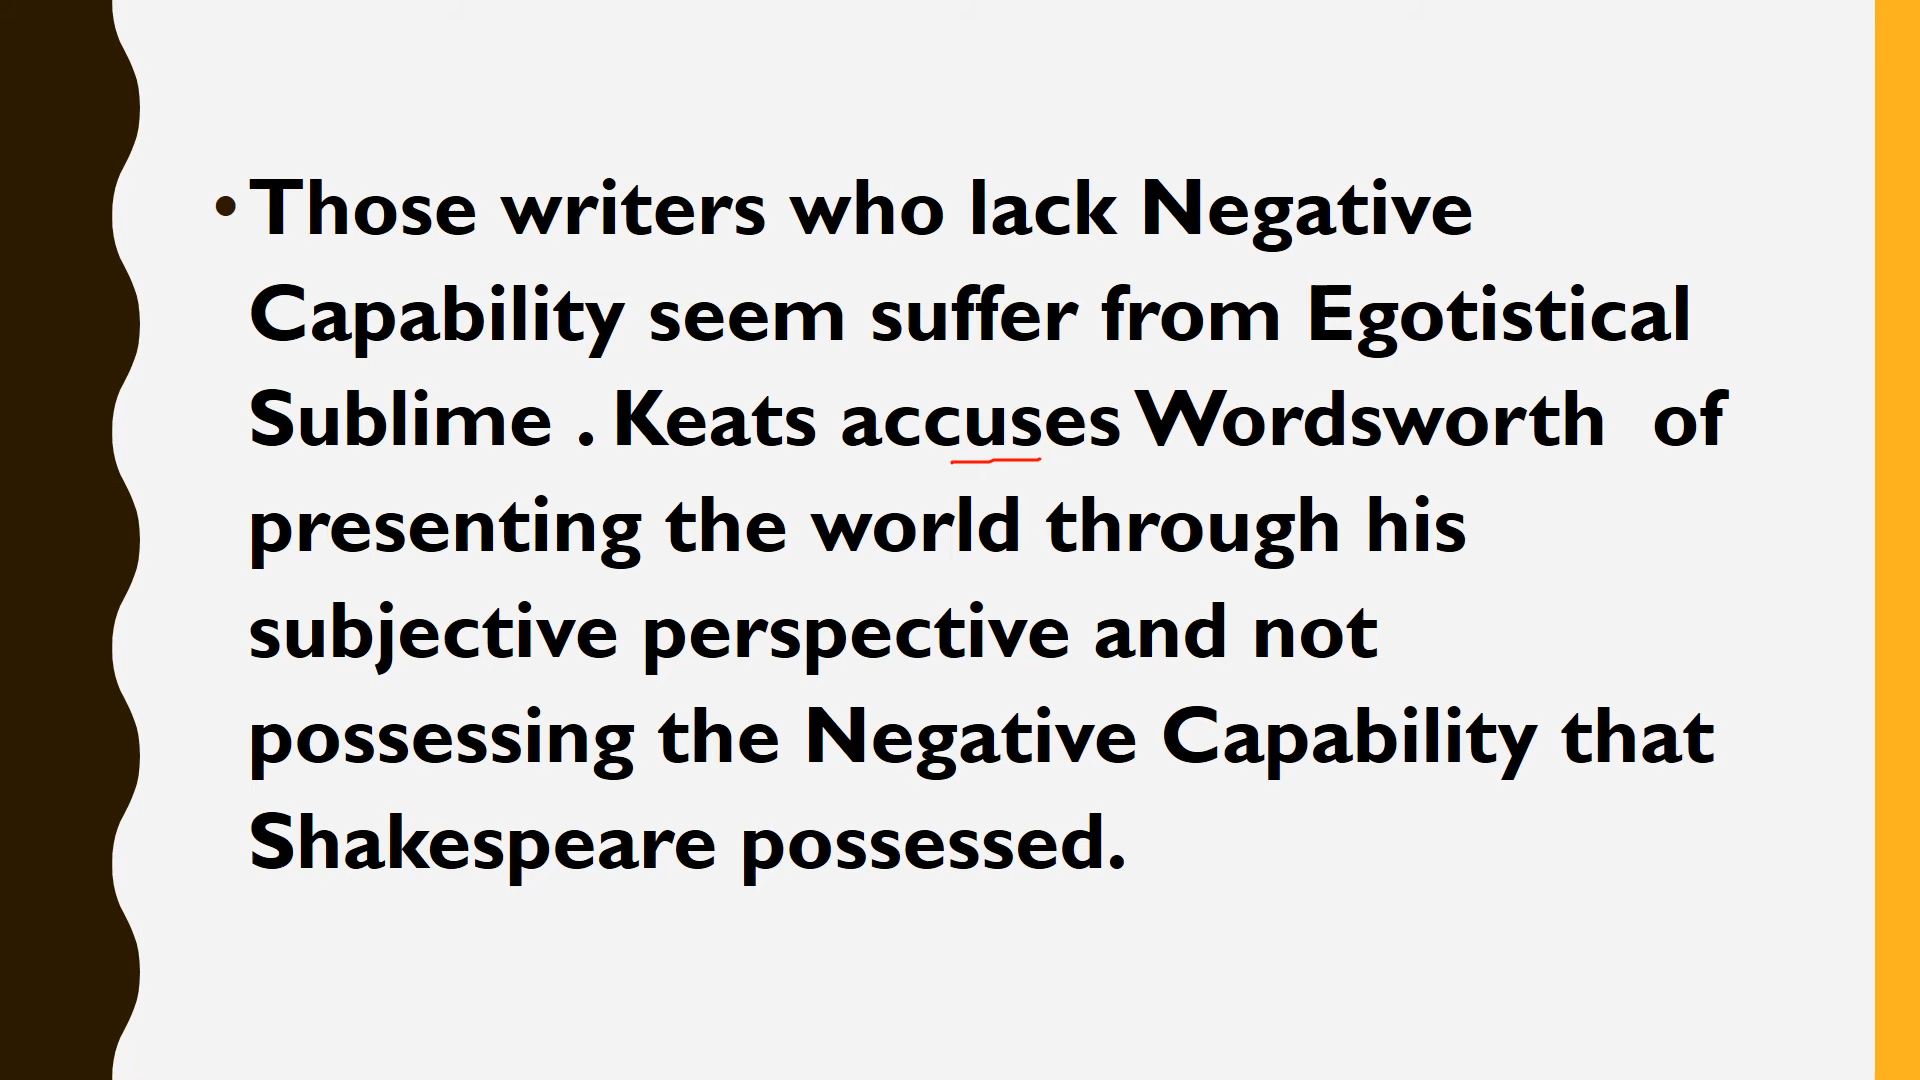 • Those writers who lack Negative
Capability seem suffer from Egotistical
Sublime . Keats accuses Wordsworth  of
presenting the world through his
subjective perspective and not
possessing the Negative Capability that
Shakespeare possessed.